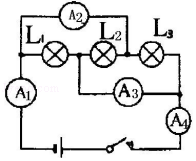 A₂
L₁ L₂ L₃
A₁ A₃ A₄